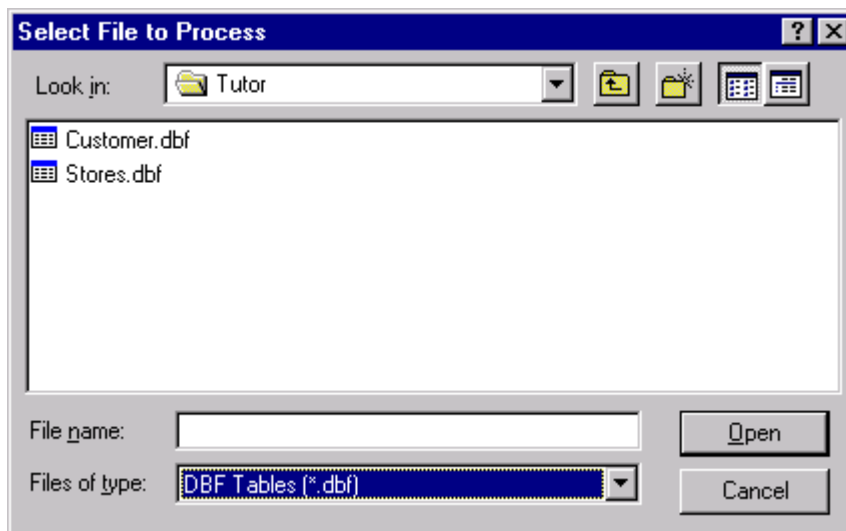 Select File to Process
Look in: Tutor
Customer.dbf
Stores.dbf
File name: Open
Files of type: DBF Tables (*.dbf) Cancel